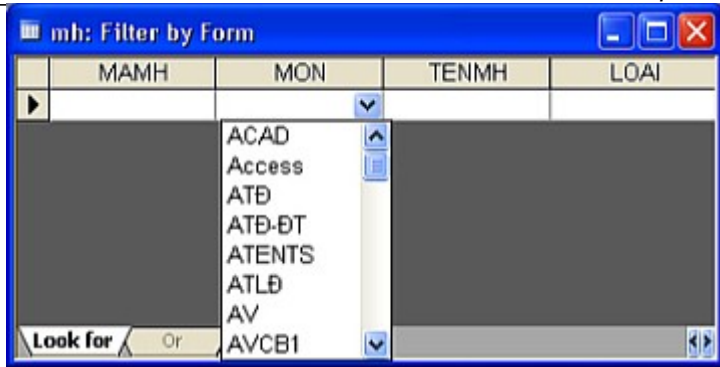 mh: Filter by Form
MAMH MON TENMH LOAI
ACAD
Access
ATĐ
ATĐ-ĐT
ATENTS
ATLĐ
AV
AVCB1
Look for Or